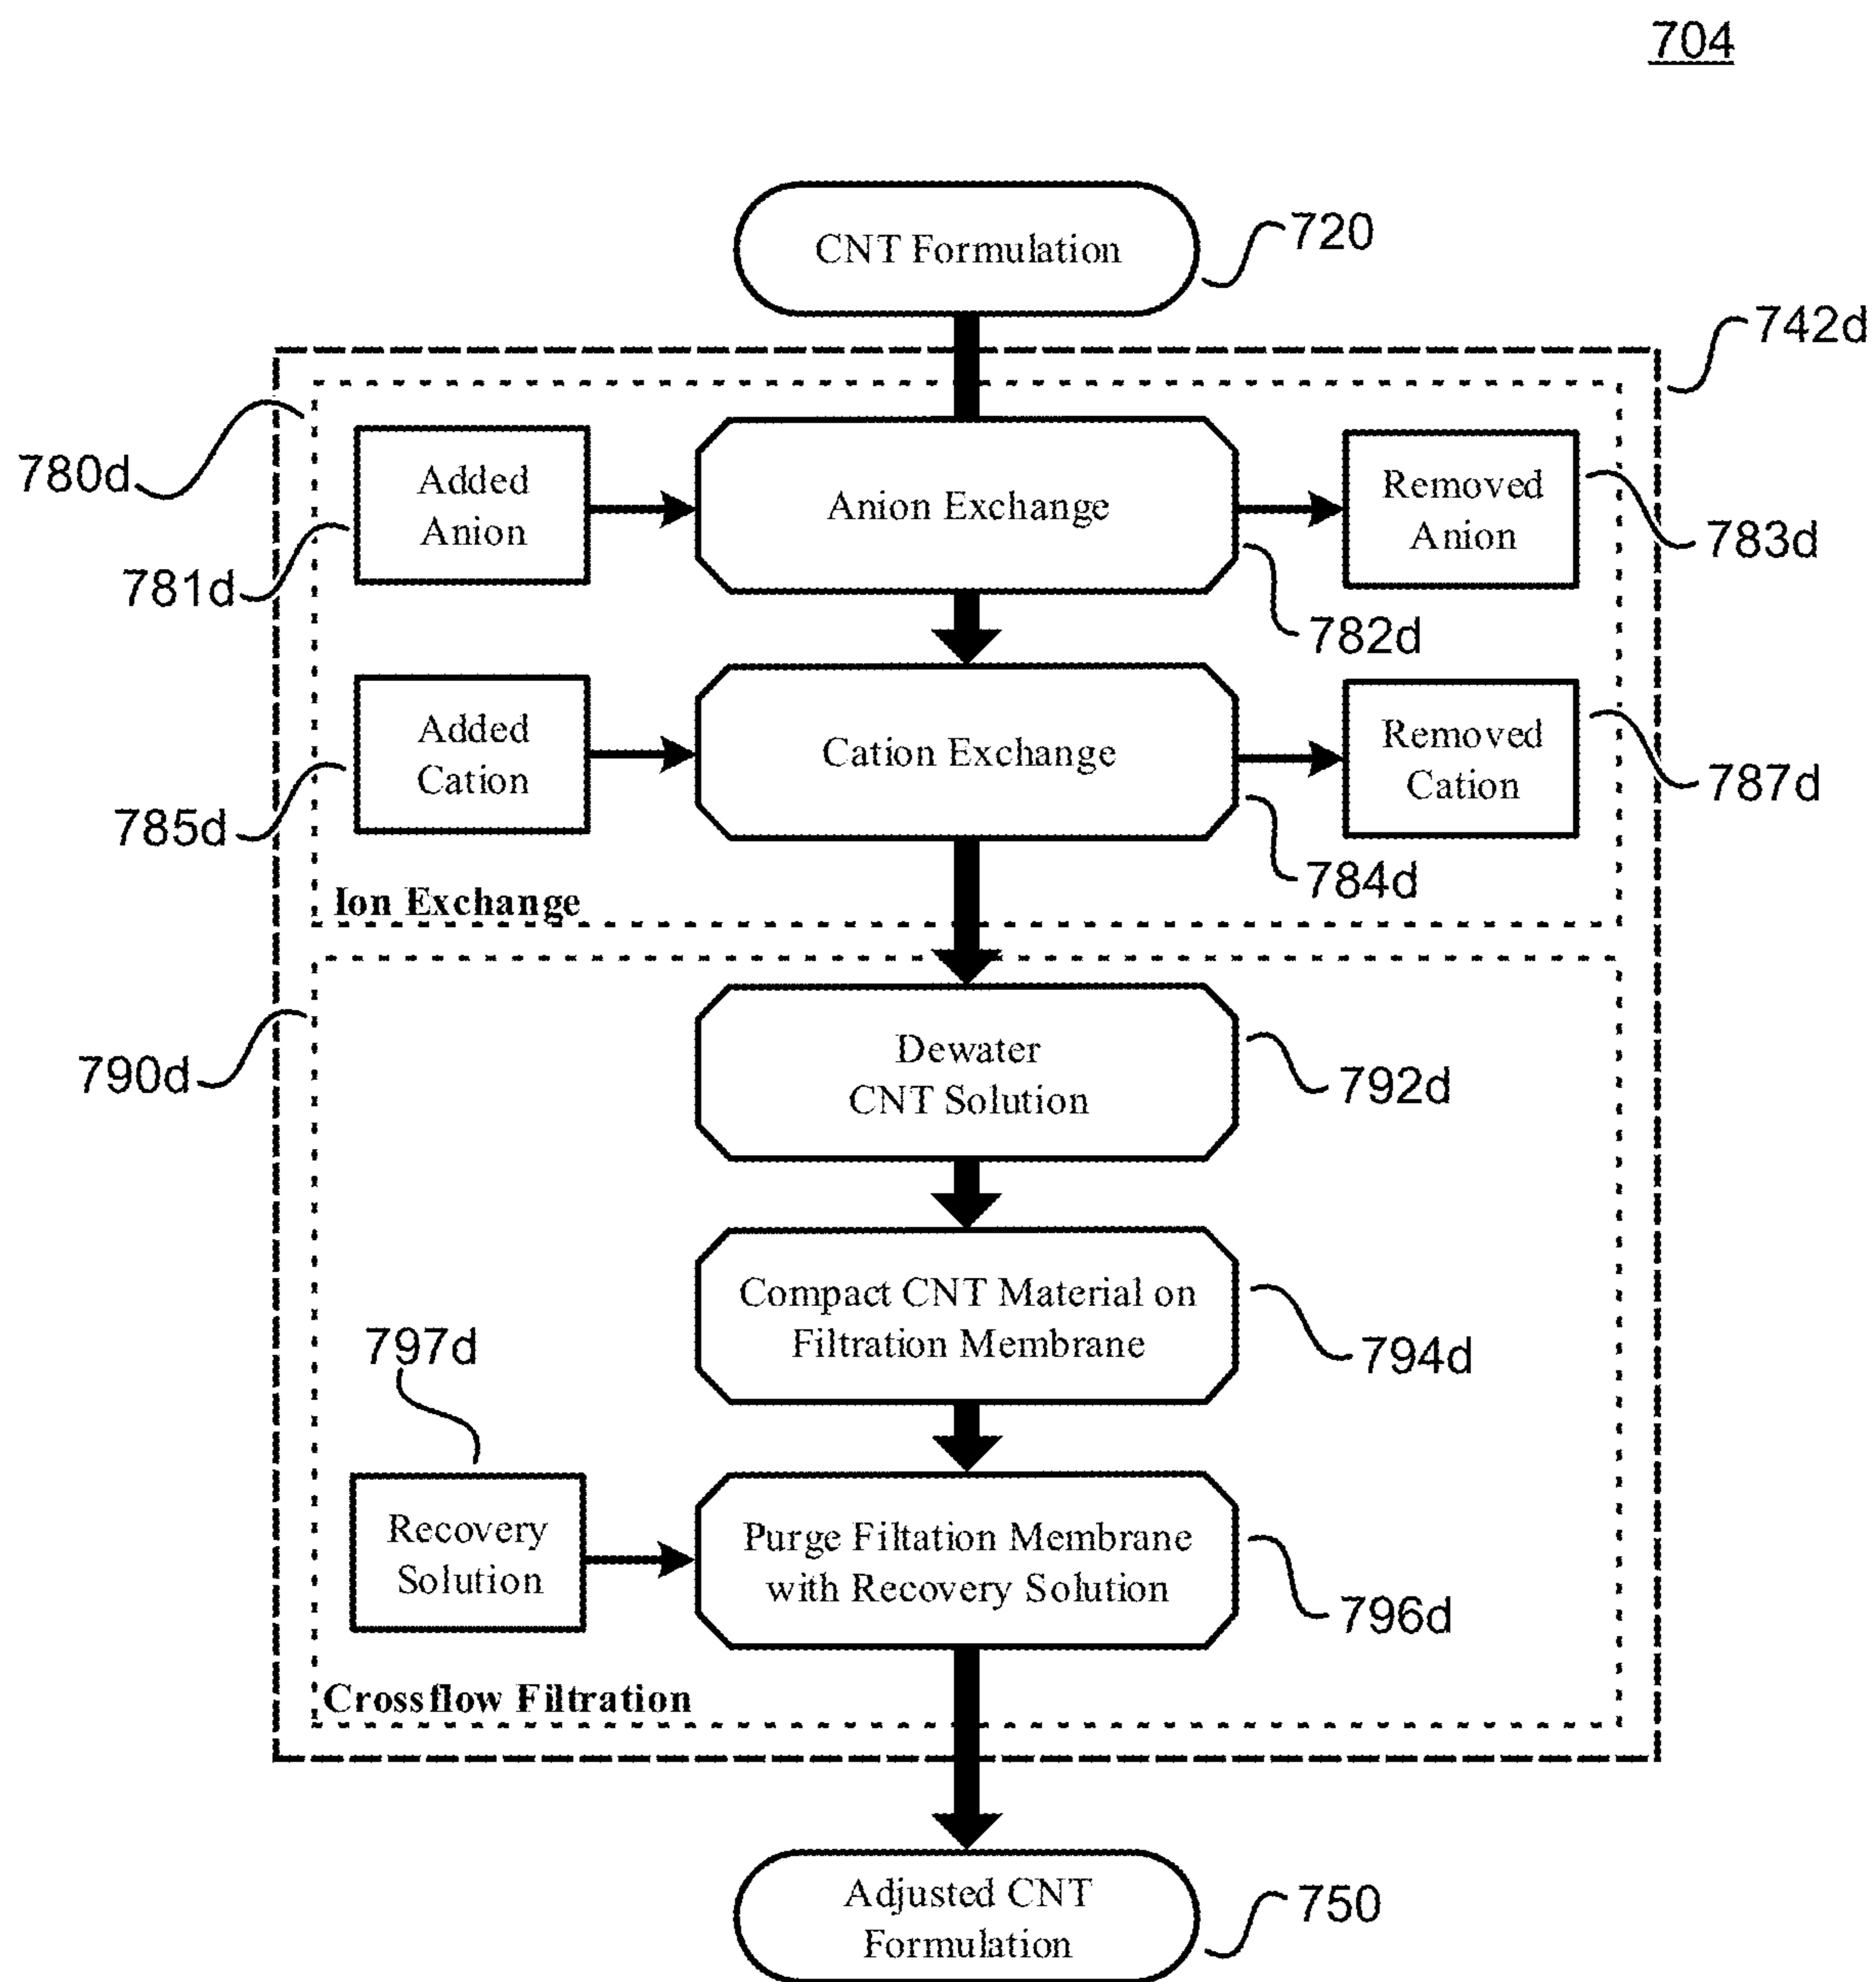 704
CNT Formulation
720
742d
780d
Added
Anion
Anion Exchange
Removed
Anion
781d
783d
782d
Added
Cation
Cation Exchange
Removed
Cation
785d
787d
784d
Ion Exchange
790d
Dewater
CNT Solution
792d
Compact CNT Material on
Filtration Membrane
794d
797d
Recovery
Solution
Purge Filtation Membrane
with Recovery Solution
796d
Crossflow Filtration
Adjusted CNT
Formulation
750